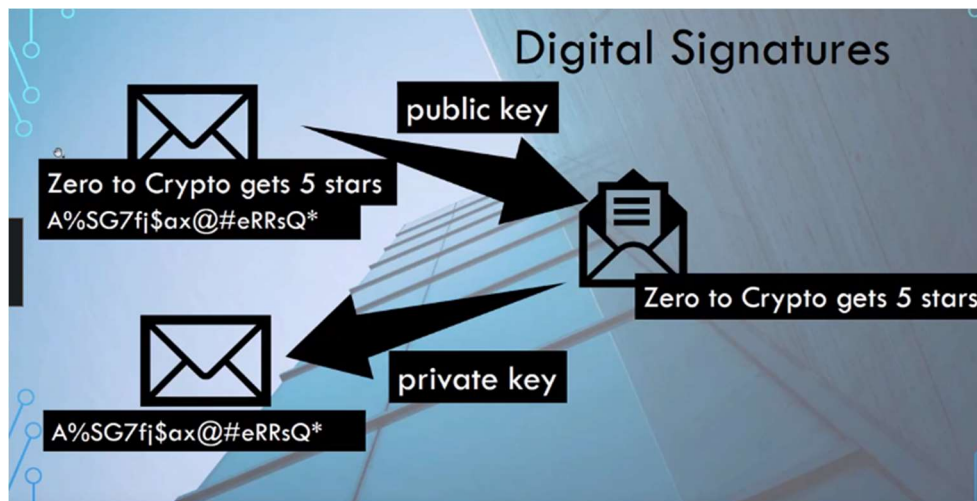 Digital Signatures
public key
Zero to Crypto gets 5 stars
A%SG7fj$ax@#eRRsQ*
Zero to Crypto gets 5 stars
private key
A%SG7fj$ax@#eRRsQ*